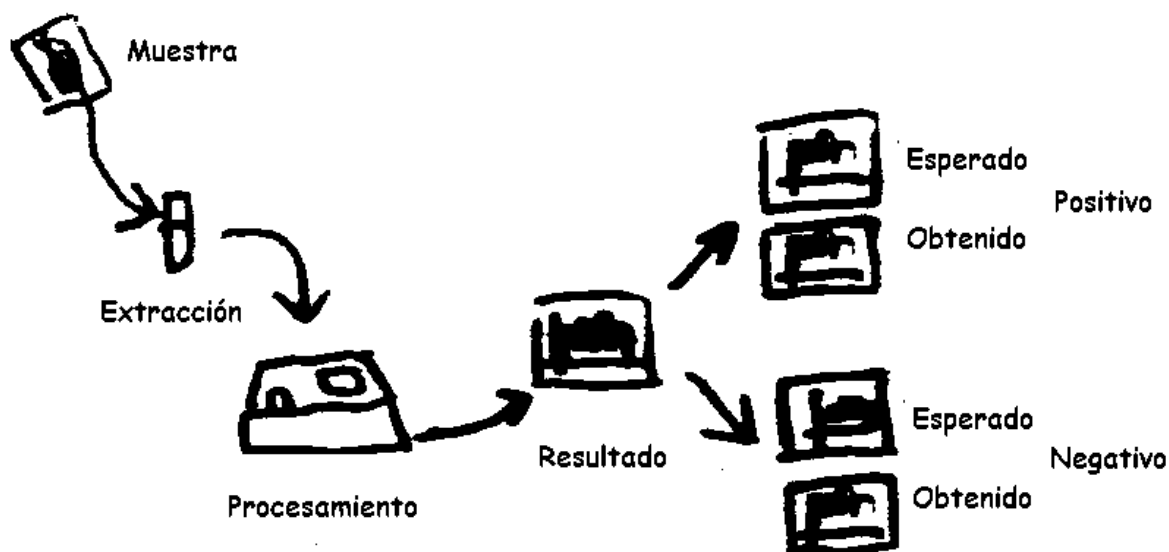 Muestra
Extracción
Procesamiento
Resultado
Esperado
Positivo
Obtenido
Esperado
Negativo
Obtenido